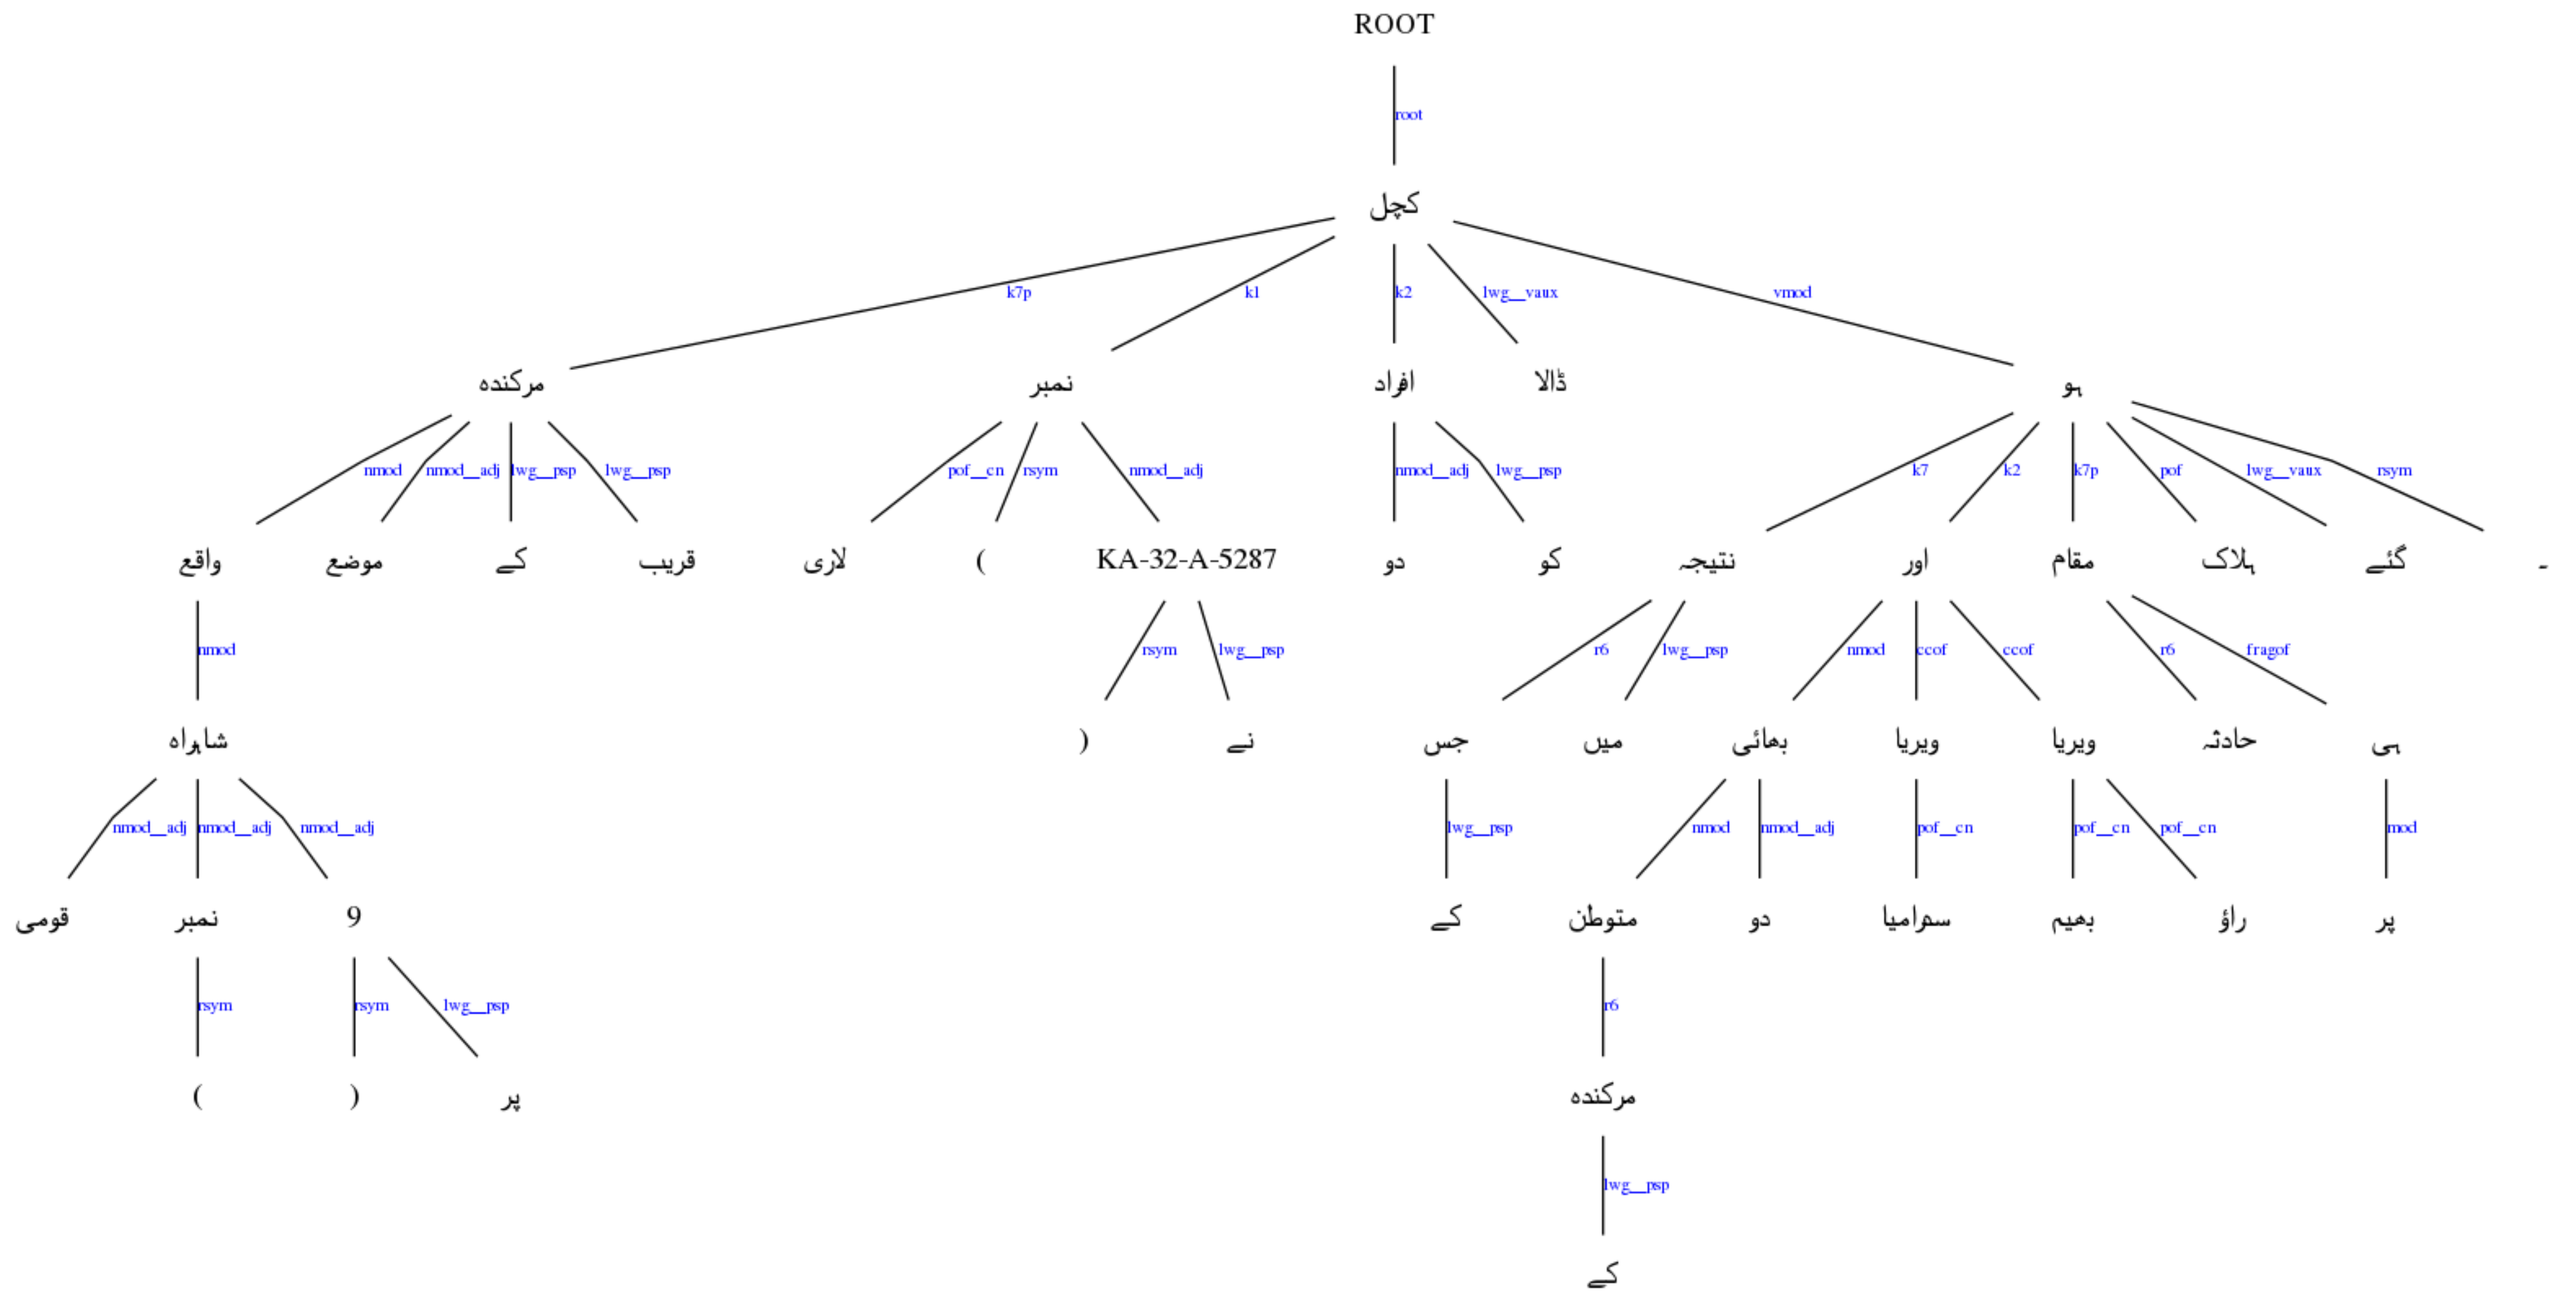 ROOT
root
کچل
k7p k1 k2 lwg__vaux vmod
مرکندہ نمبر افراد ڈالا ہو
nmod nmod__adj lwg__psp lwg__psp pof__cn rsym nmod__adj nmod__adj lwg__psp k7 k2 k7p pof lwg__vaux rsym
واقع موضع کے قریب لاری ( KA-32-A-5287 دو کو نتیجہ اور مقام ہلاک گئے ۔
nmod rsym lwg__psp r6 lwg__psp nmod ccof ccof r6 fragof
شاہراہ ) نے جس میں بھائی ویریا ویریا حادثہ ہی
nmod__adj nmod__adj nmod__adj lwg__psp nmod nmod__adj pof__cn pof__cn pof__cn mod
قومی نمبر 9 کے متوطن دو سوامیا بھیم راؤ پر
rsym rsym lwg__psp r6
( ) پر مرکندہ
lwg__psp
کے